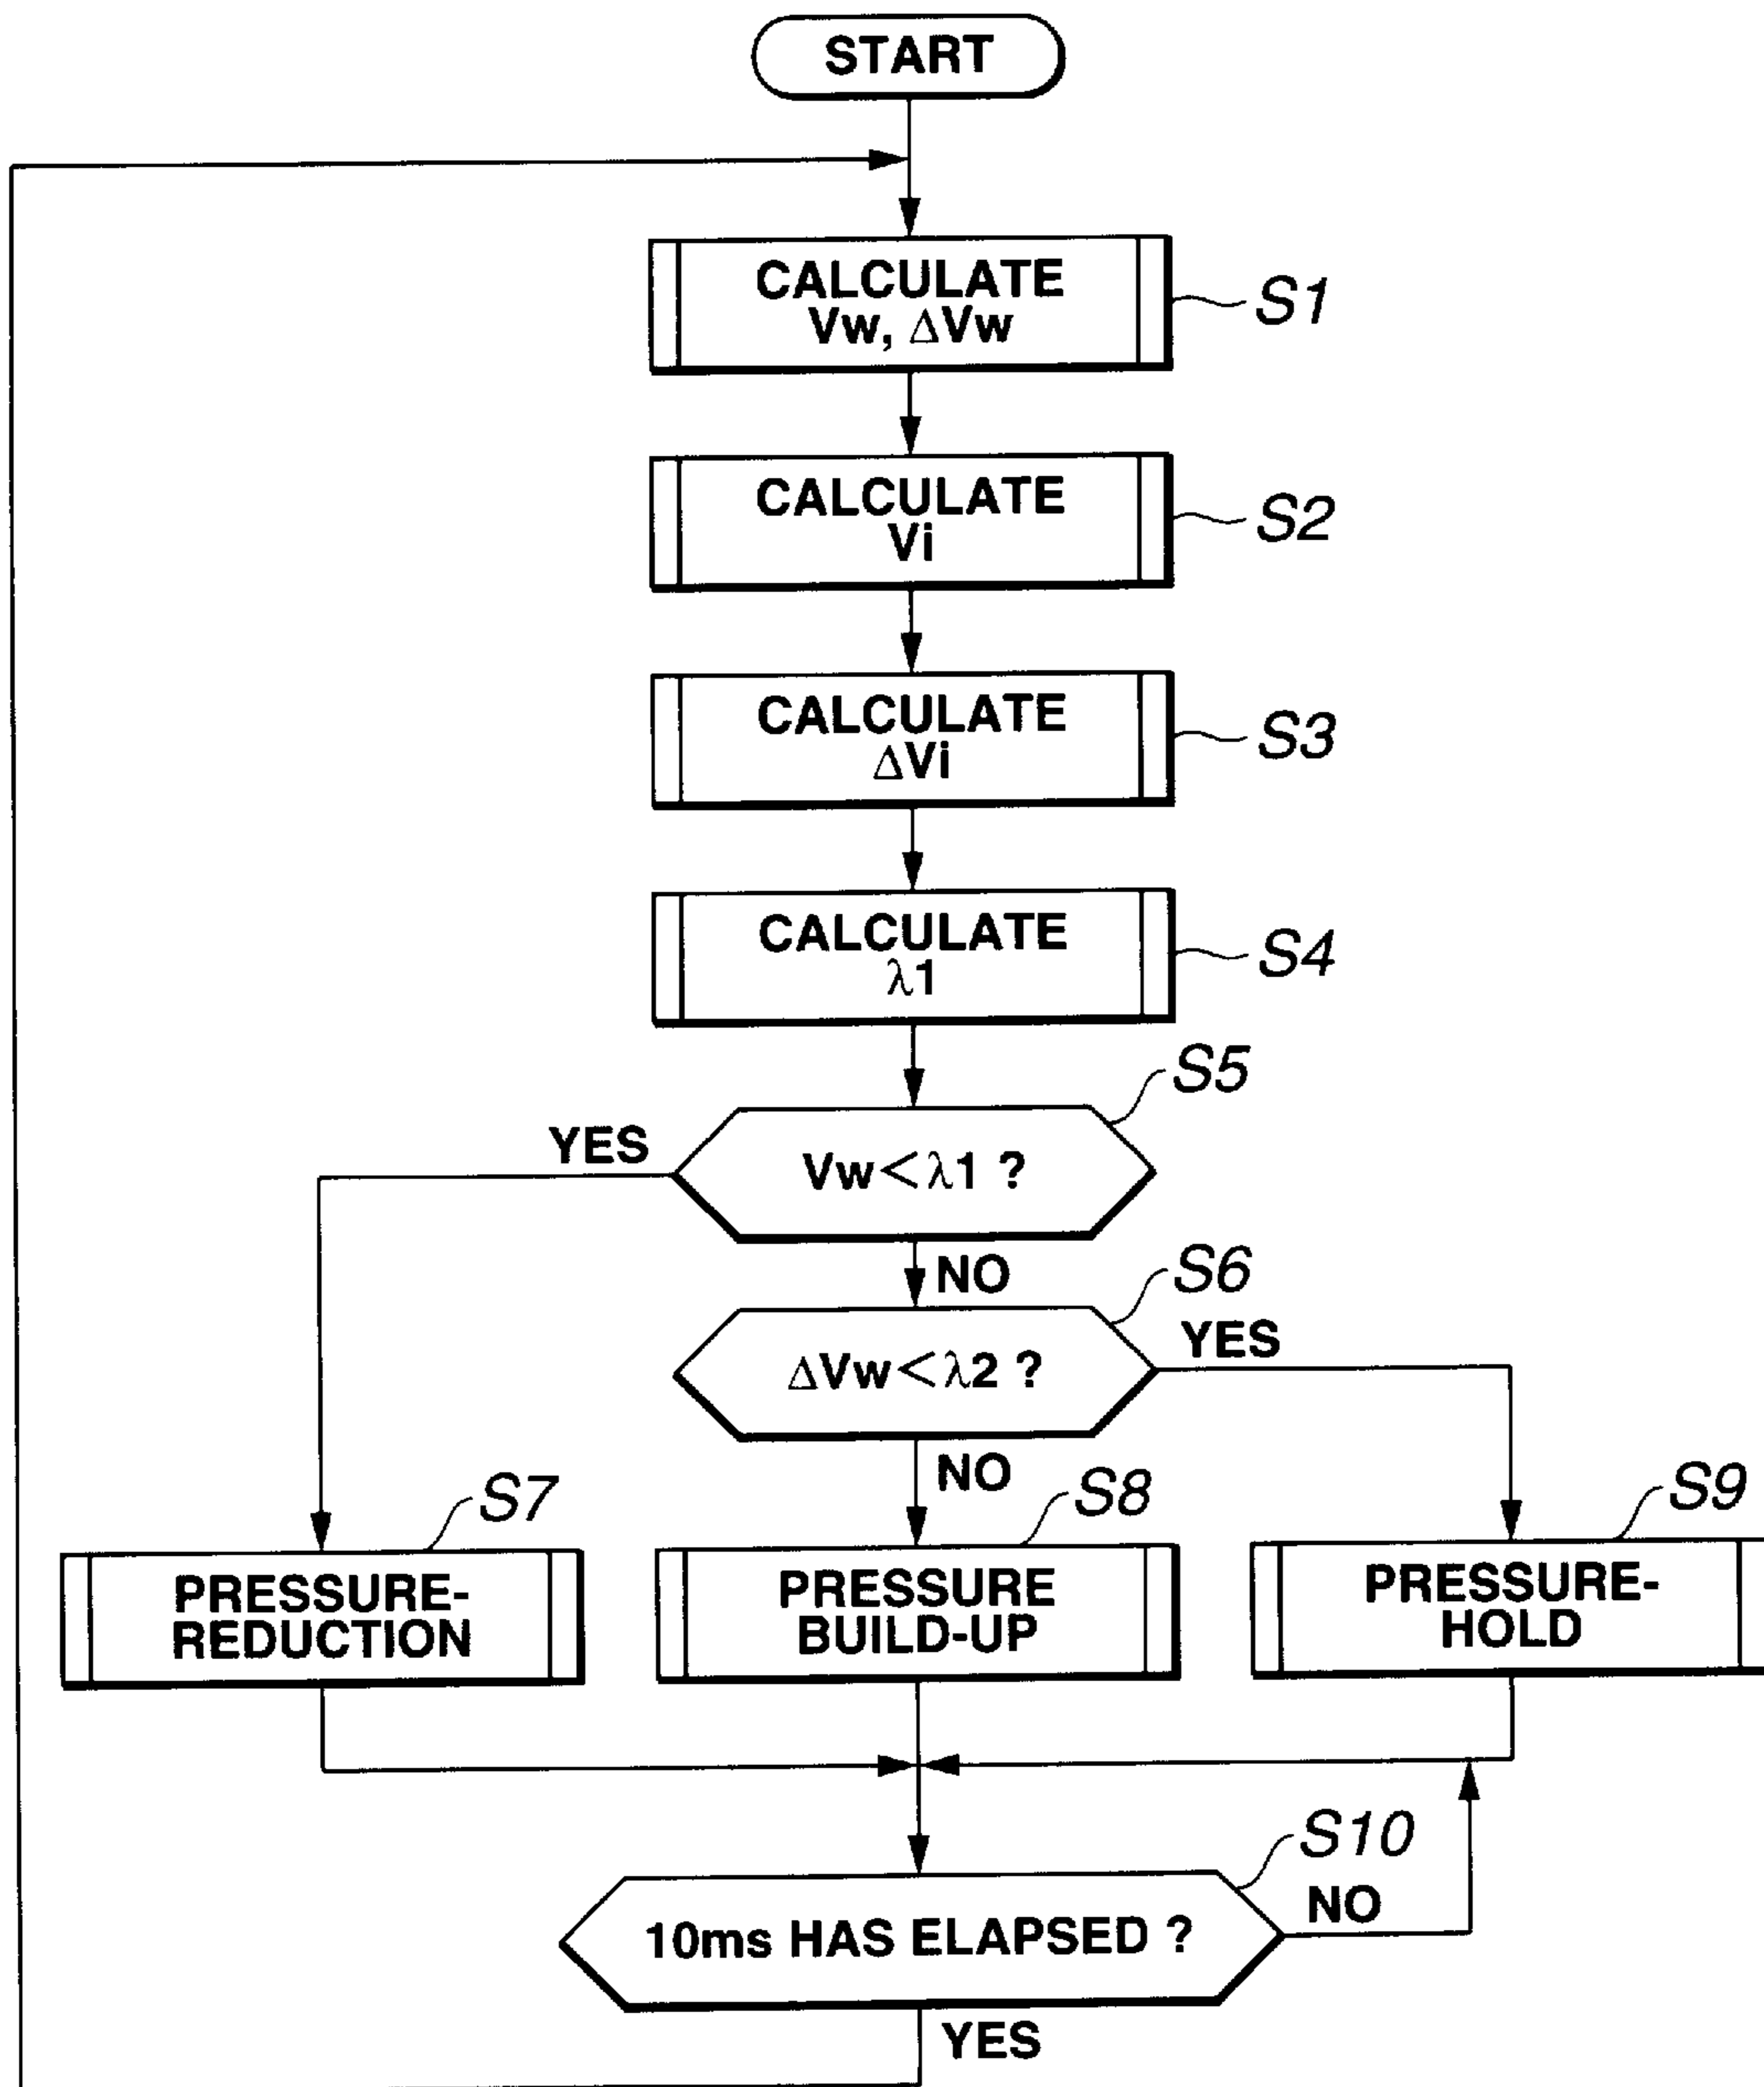 START
CALCULATE
Vw, ΔVw
S1
CALCULATE
Vi
S2
CALCULATE
ΔVi
S3
CALCULATE
λ1
S4
S5
YES
Vw<λ1 ?
NO
S6
YES
ΔVw<λ2 ?
NO
S7
S8
S9
PRESSURE-
REDUCTION
PRESSURE
BUILD-UP
PRESSURE-
HOLD
S10
NO
10ms HAS ELAPSED ?
YES